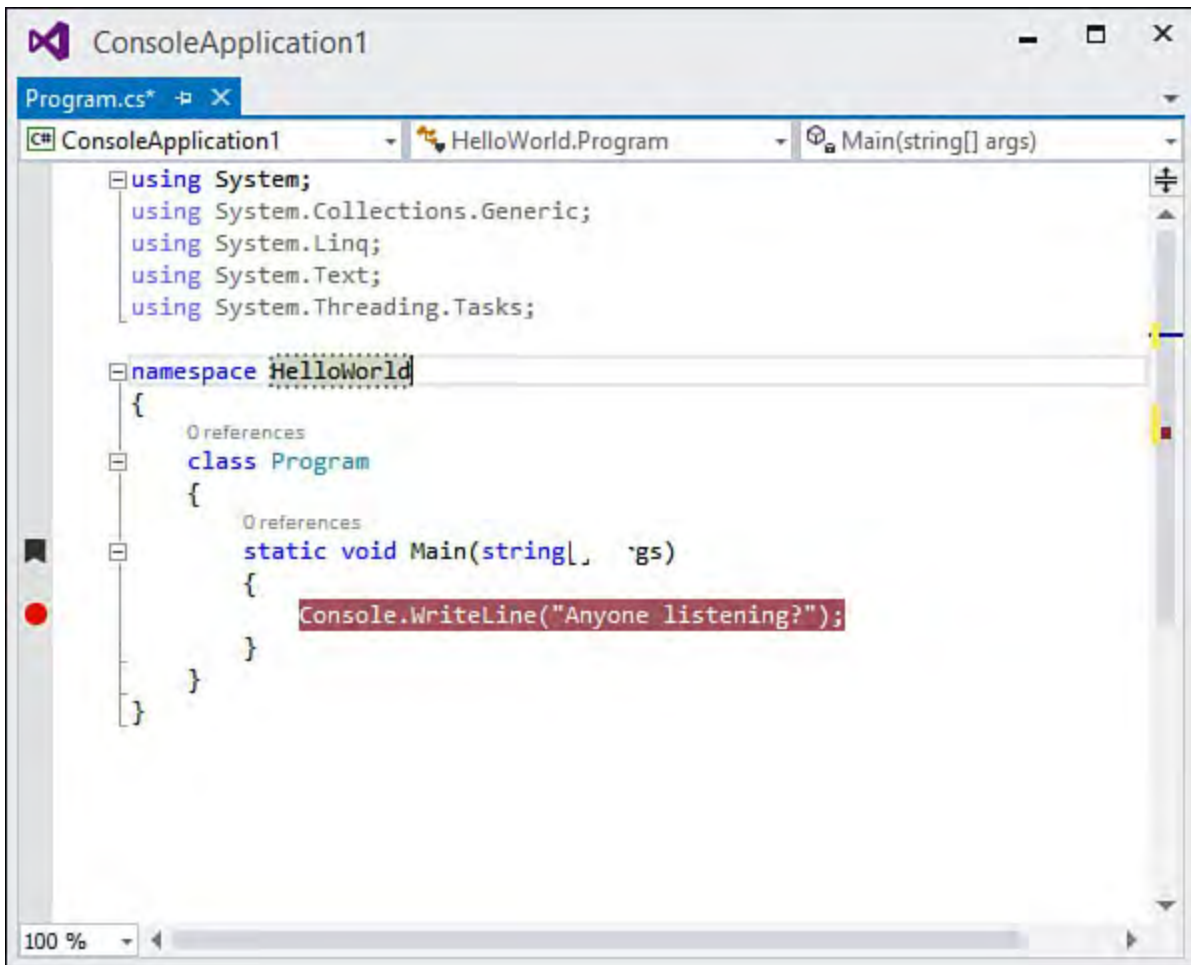 ConsoleApplication1
Program.cs*
ConsoleApplication1 HelloWorld.Program Main(string[] args)
using System;
using System.Collections.Generic;
using System.Linq;
using System.Text;
using System.Threading.Tasks;
namespace HelloWorld
{
0 references
class Program
{
0 references
static void Main(string
{
Console.WriteLine("Anyone listening?");
}
}
}
100 %